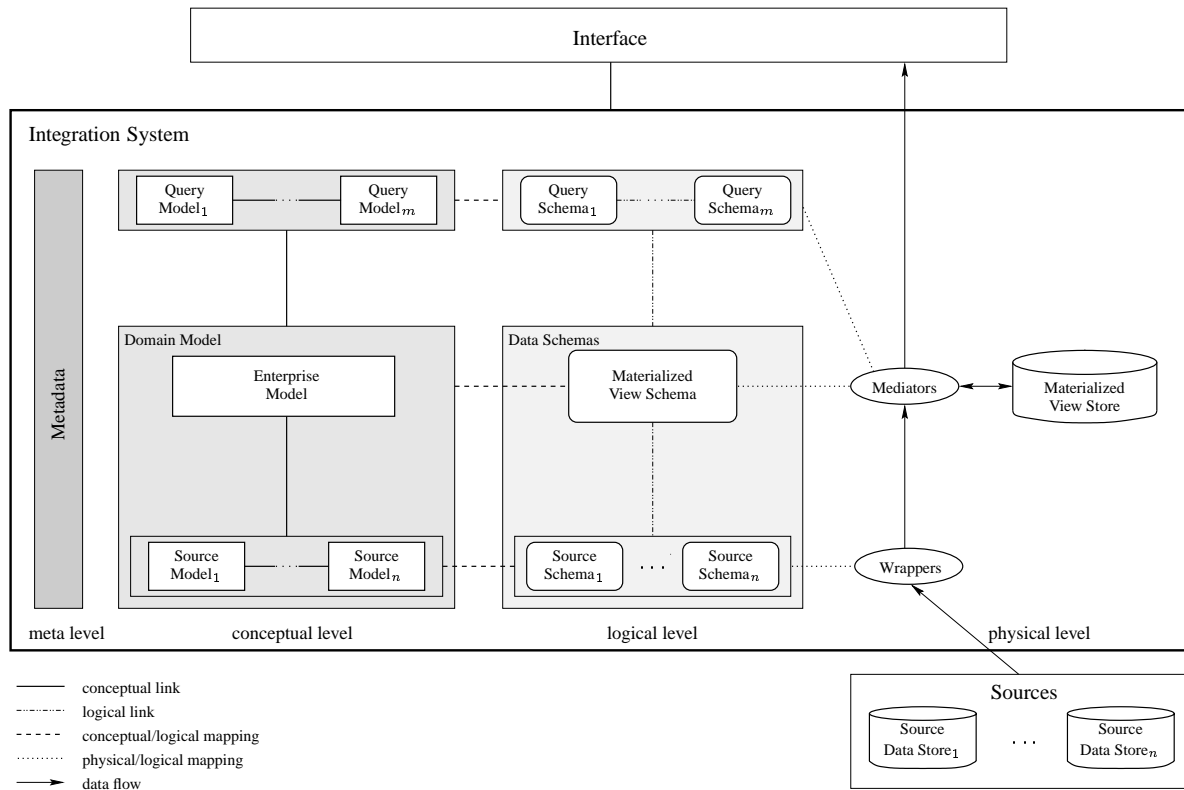 Interface
Integration System
Metadata
Query
Model1
. . .
Query
Modelm
Query
Schema1
. . . .
Query
Schemam
Domain Model
Enterprise
Model
Data Schemas
Materialized
View Schema
Mediators
Materialized
View Store
Source
Model1
. . .
Source
Modeln
Source
Schema1
. . .
Source
Scheman
Wrappers
meta level
conceptual level
logical level
physical level
conceptual link
logical link
conceptual/logical mapping
physical/logical mapping
data flow
Sources
Source
Data Store1
. . .
Source
Data Storen